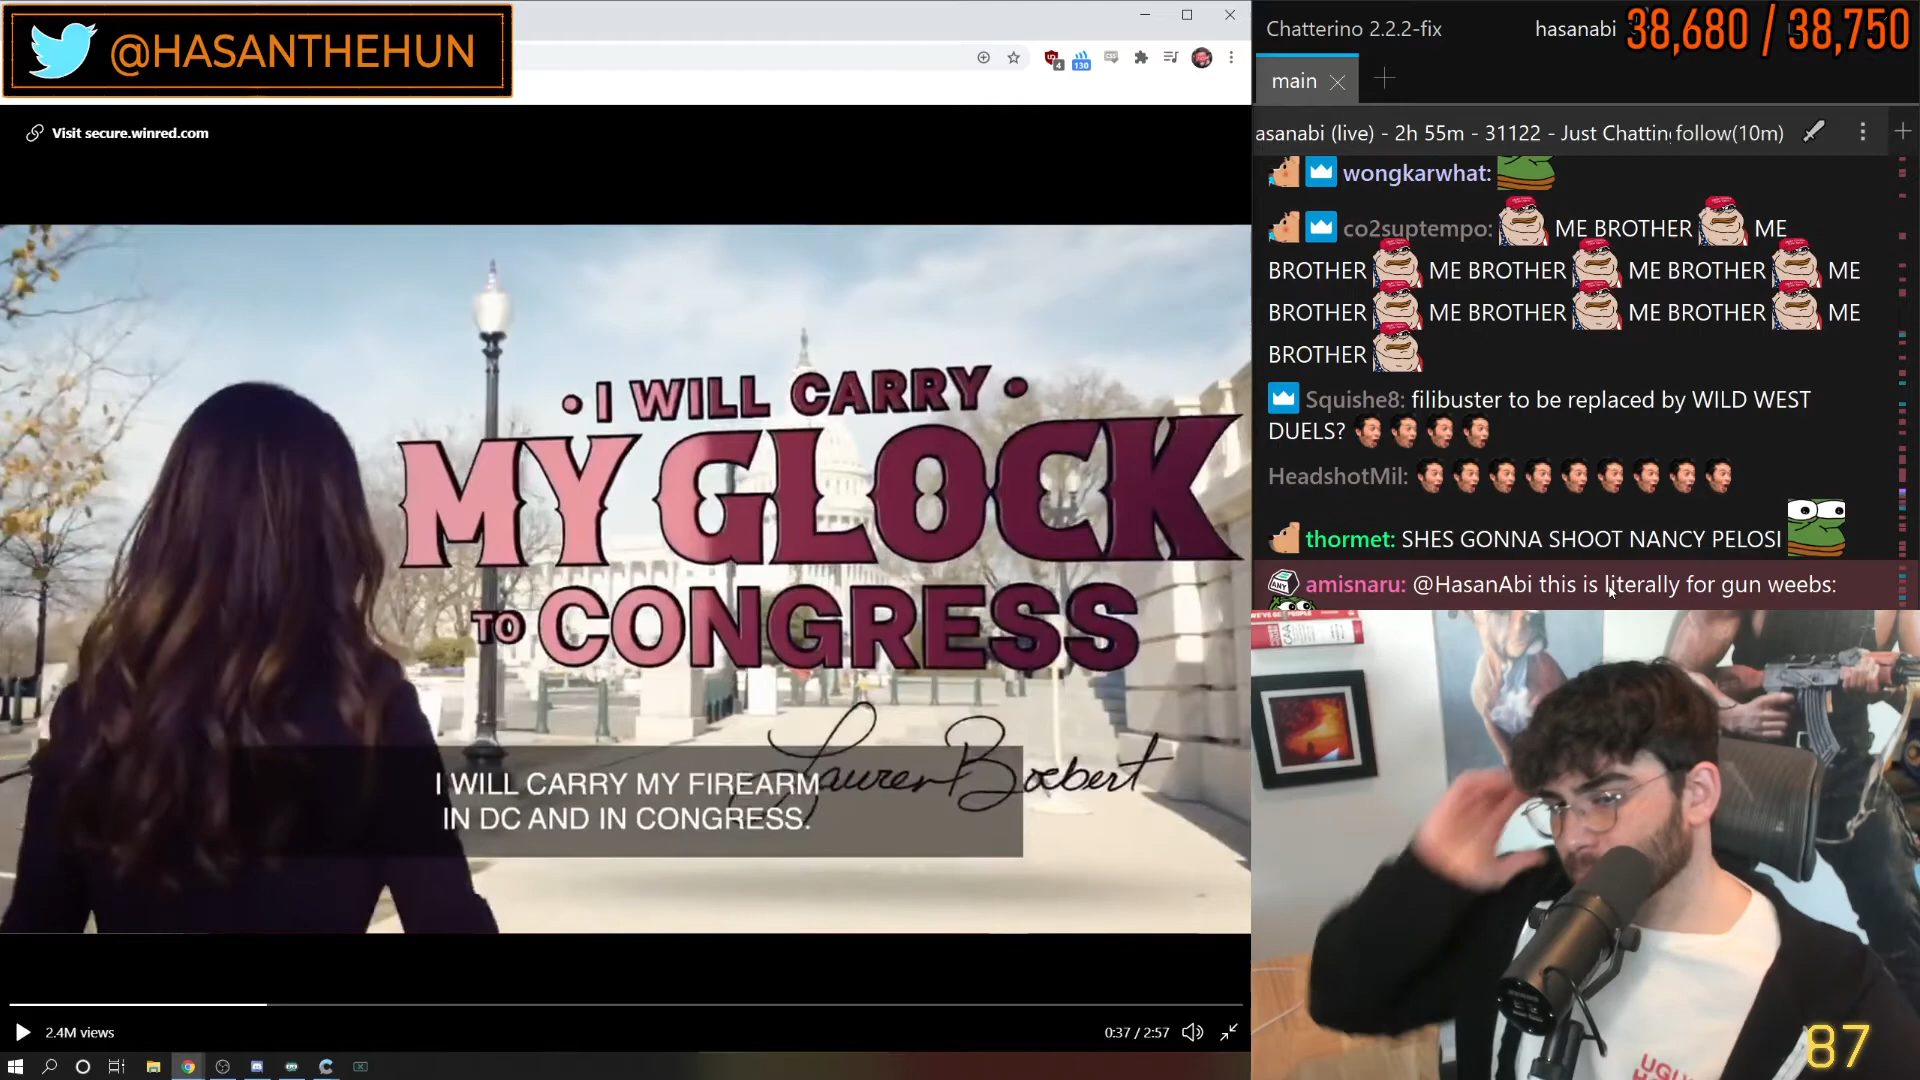 @HASANTHEHUN
4
130
Visit secure.winred.com
• I WILL CARRY •
MY GLOCK
TO CONGRESS
Lauren Boebert
I WILL CARRY MY FIREARM
IN DC AND IN CONGRESS.
2.4M views
0:37 / 2:57
Chatterino 2.2.2-fix
hasanabi
38,680 / 38,750
main
asanabi (live) - 2h 55m - 31122 - Just Chattin
follow(10m)
wongkarwhat:
co2suptempo: ME BROTHER ME
BROTHER ME BROTHER ME BROTHER ME
BROTHER ME BROTHER ME BROTHER ME
BROTHER
Squishe8: filibuster to be replaced by WILD WEST
DUELS?
HeadshotMil:
thormet: SHES GONNA SHOOT NANCY PELOSI
ANY
amisnaru: @HasanAbi this is literally for gun weebs:
UGLY
87